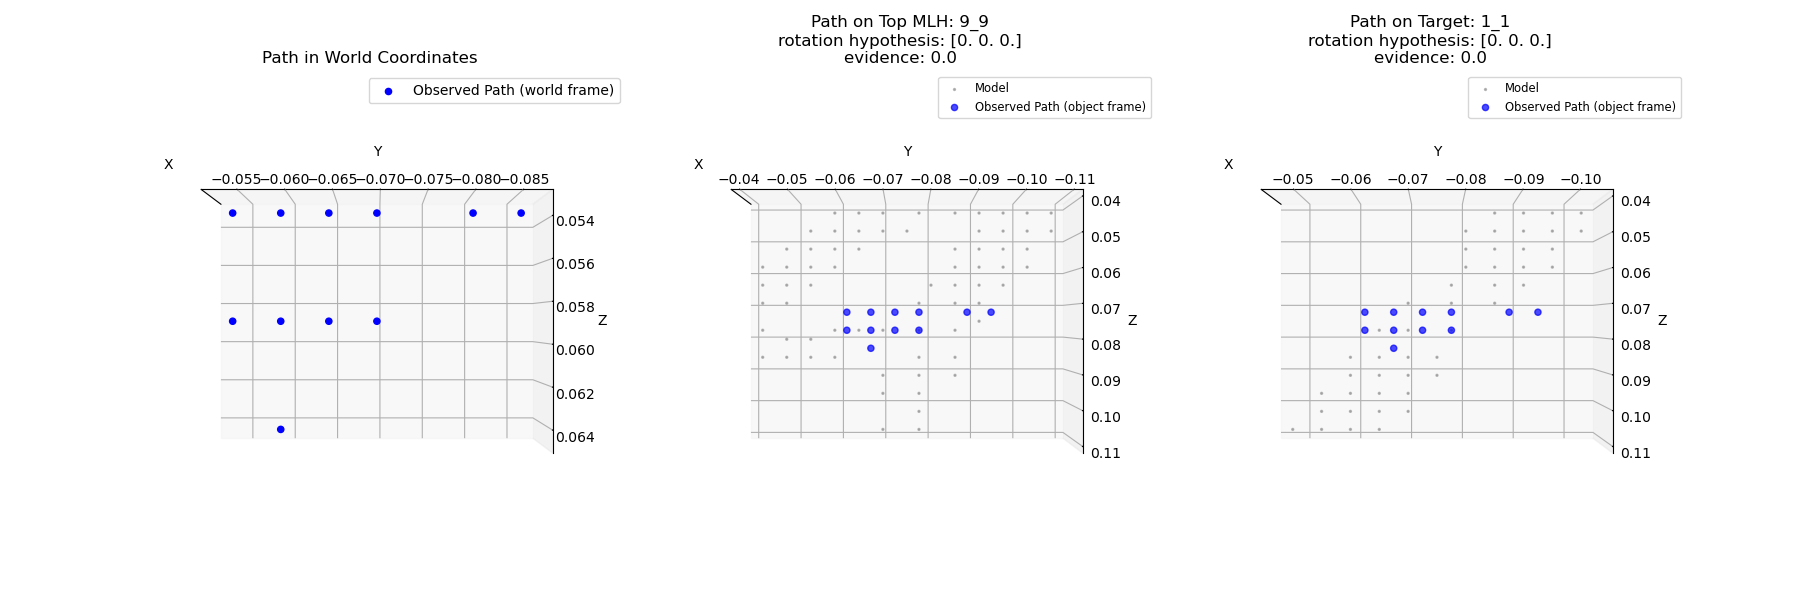 Path in World Coordinates
Observed Path (world frame)
X
Y
−0.055 −0.060 −0.065 −0.070 −0.075 −0.080 −0.085
0.054
0.056
0.058
Z
0.060
0.062
0.064
Path on Top MLH: 9_9
rotation hypothesis: [0. 0. 0.]
evidence: 0.0
Model
Observed Path (object frame)
X
Y
−0.04 −0.05 −0.06 −0.07 −0.08 −0.09 −0.10 −0.11
0.04
0.05
0.06
0.07
Z
0.08
0.09
0.10
0.11
Path on Target: 1_1
rotation hypothesis: [0. 0. 0.]
evidence: 0.0
Model
Observed Path (object frame)
X
Y
−0.05 −0.06 −0.07 −0.08 −0.09 −0.10
0.04
0.05
0.06
0.07
Z
0.08
0.09
0.10
0.11